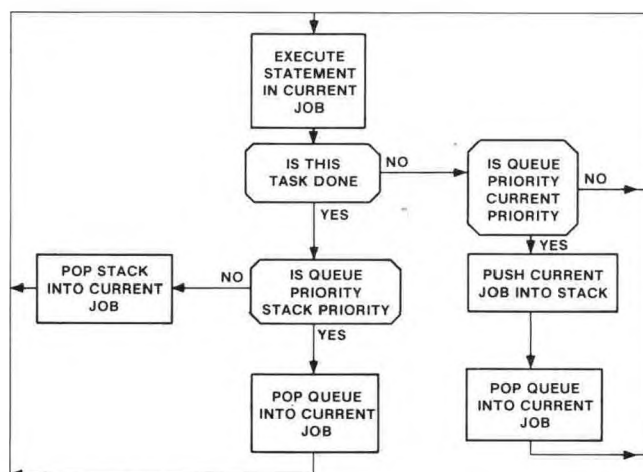 EXECUTE
STATEMENT
IN CURRENT
JOB
IS THIS
TASK DONE
NO
IS QUEUE
PRIORITY
CURRENT
PRIORITY
NO
YES
YES
POP STACK
INTO CURRENT
JOB
NO
IS QUEUE
PRIORITY
STACK PRIORITY
PUSH CURRENT
JOB INTO STACK
YES
POP QUEUE
INTO CURRENT
JOB
POP QUEUE
INTO CURRENT
JOB